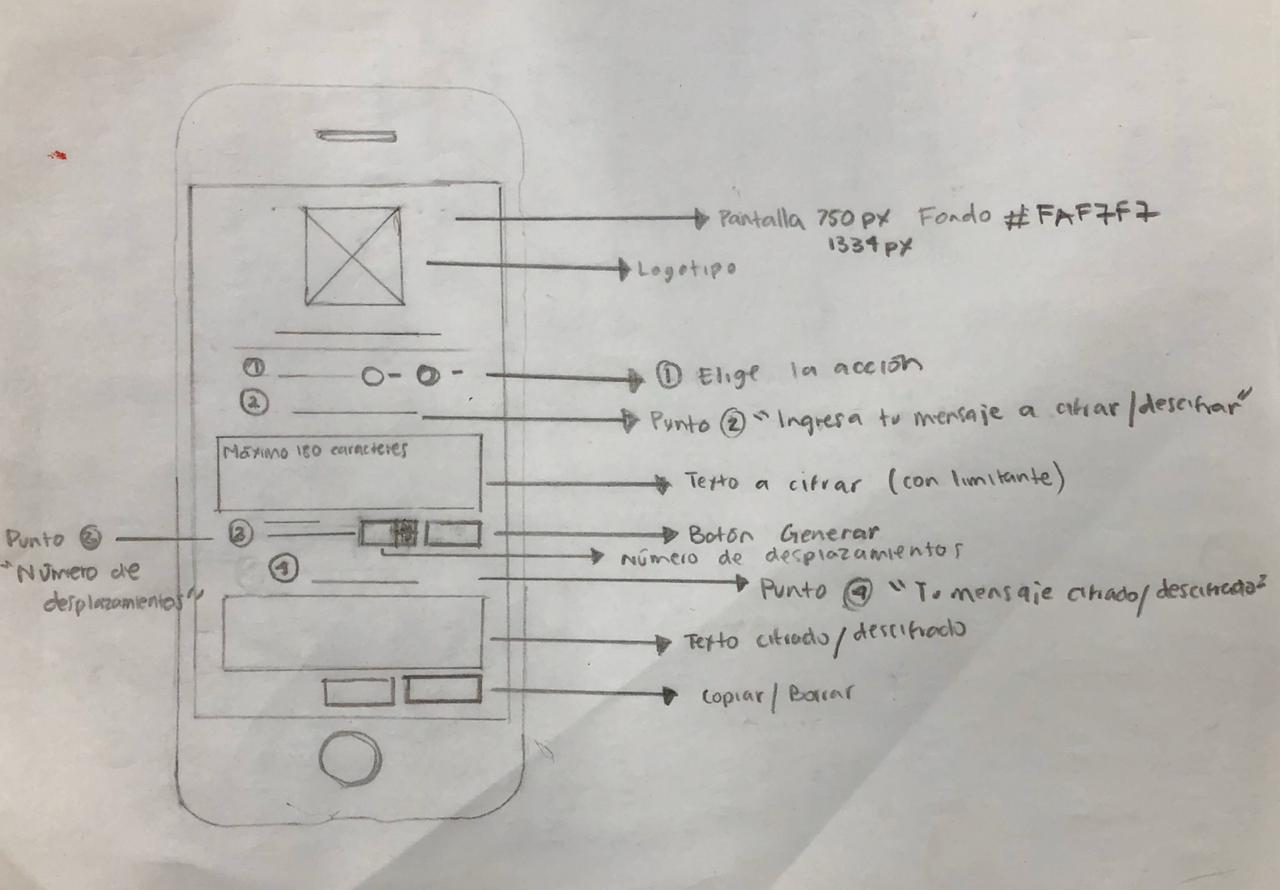 Pantalla 750 px Fondo #FAF7F7
1334 px
Logotipo
① ① Elige la acción
② Punto ② "Ingresa tu mensaje a cifrar/descifrar"
Máximo 180 caracteres
Texto a cifrar (con limitante)
③ Botón Generar
Punto ③
"Número de
desplazamientos"
Número de desplazamientos
④ Punto ④ "Tu mensaje cifrado/descifrado"
Texto cifrado/descifrado
Copiar/Borrar